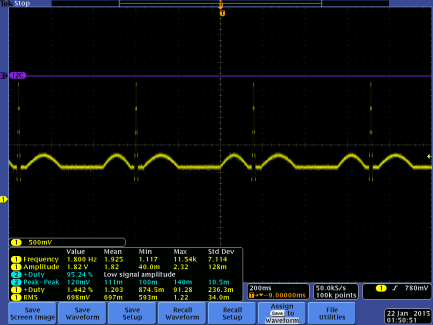 Tek Stop
I2C
1 500mV
Value Mean Min Max Std Dev
1 Frequency 1.800 Hz 1.925 1.117 11.54k 7.114
1 Amplitude 1.82 V 1.82 40.0m 2.32 128m
2 +Duty 95.24 % Low signal amplitude
2 Peak-Peak 120mV 111m 100m 140m 10.5m
1 +Duty 1.442 % 1.203 874.5m 91.28 236.3m
1 RMS 698mV 697m 593m 1.22 34.0m
200ms
T→▼-9.00000ms
50.0kS/s
100k points
1 780mV
Save Screen Image
Save Waveform
Save Setup
Recall Waveform
Recall Setup
Assign Save to Waveform
File Utilities
22 Jan 2015
01:50:51